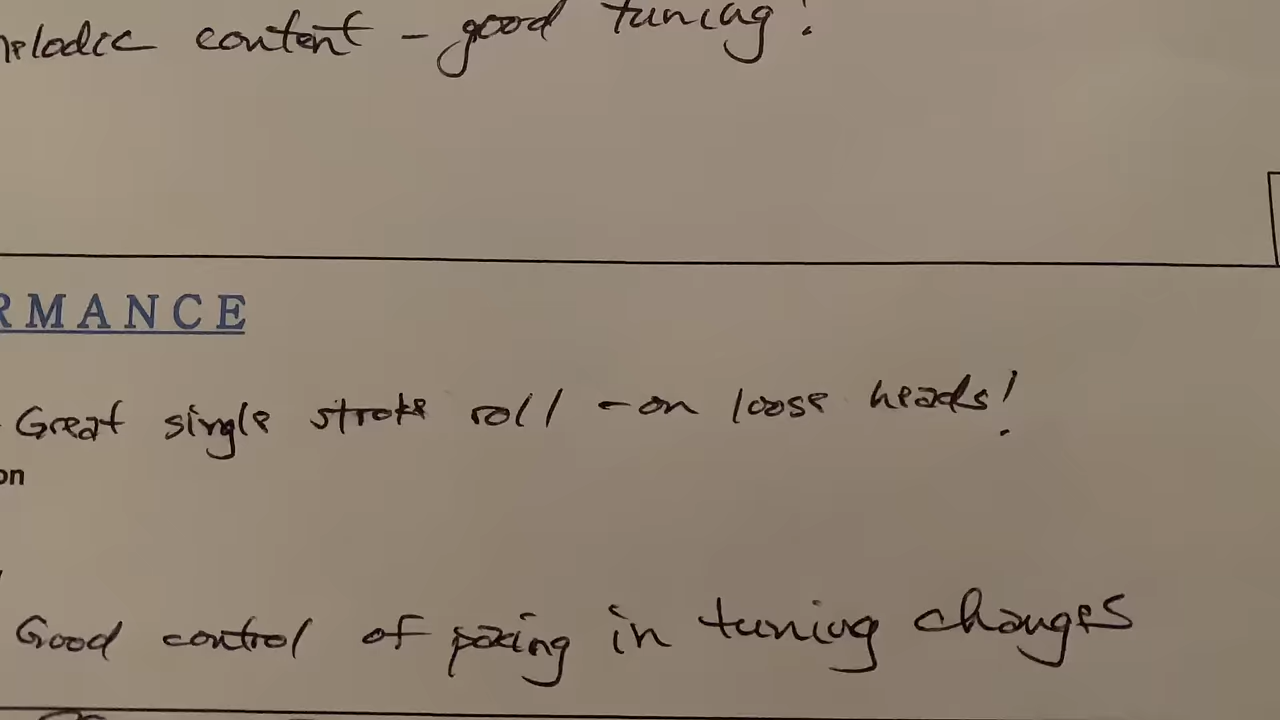 melodic content - good tuning!
RMANCE
Great single stroke roll - on loose heads!
on
Good control of pacing in tuning changes